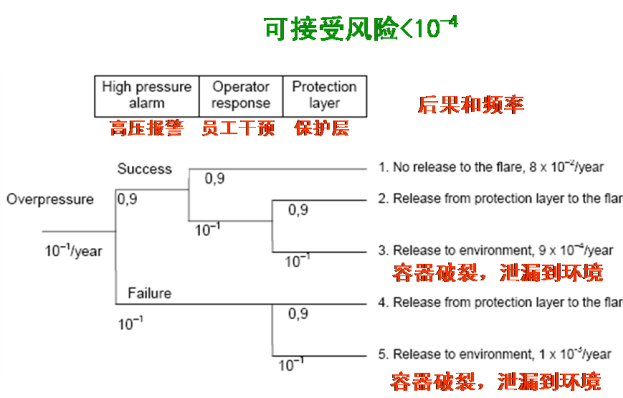 可接受风险<10⁻⁴
High pressure alarm
Operator response
Protection layer
高压报警
员工干预
保护层
后果和频率
Success
0,9
1. No release to the flare, 8 x 10⁻²/year
Overpressure
0,9
2. Release from protection layer to the flar
0,9
10⁻¹
10⁻¹/year
3. Release to environment, 9 x 10⁻⁴/year
10⁻¹
容器破裂，泄漏到环境
Failure
4. Release from protection layer to the flar
10⁻¹
0,9
5. Release to environment, 1 x 10⁻³/year
10⁻¹
容器破裂，泄漏到环境